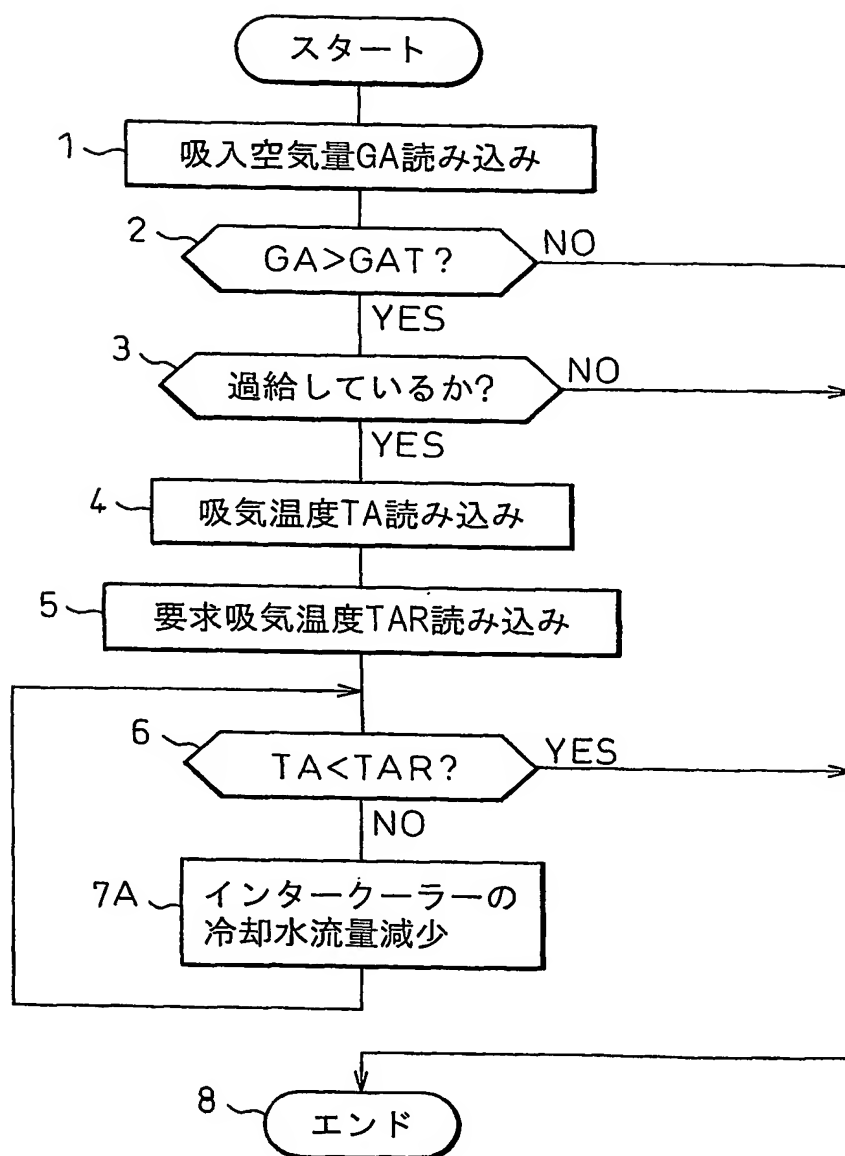 スタート
1
吸入空気量GA読み込み
2
GA>GAT?
NO
YES
3
過給しているか?
NO
YES
4
吸気温度TA読み込み
5
要求吸気温度TAR読み込み
6
TA<TAR?
YES
NO
7A
インタークーラーの
冷却水流量減少
8
エンド